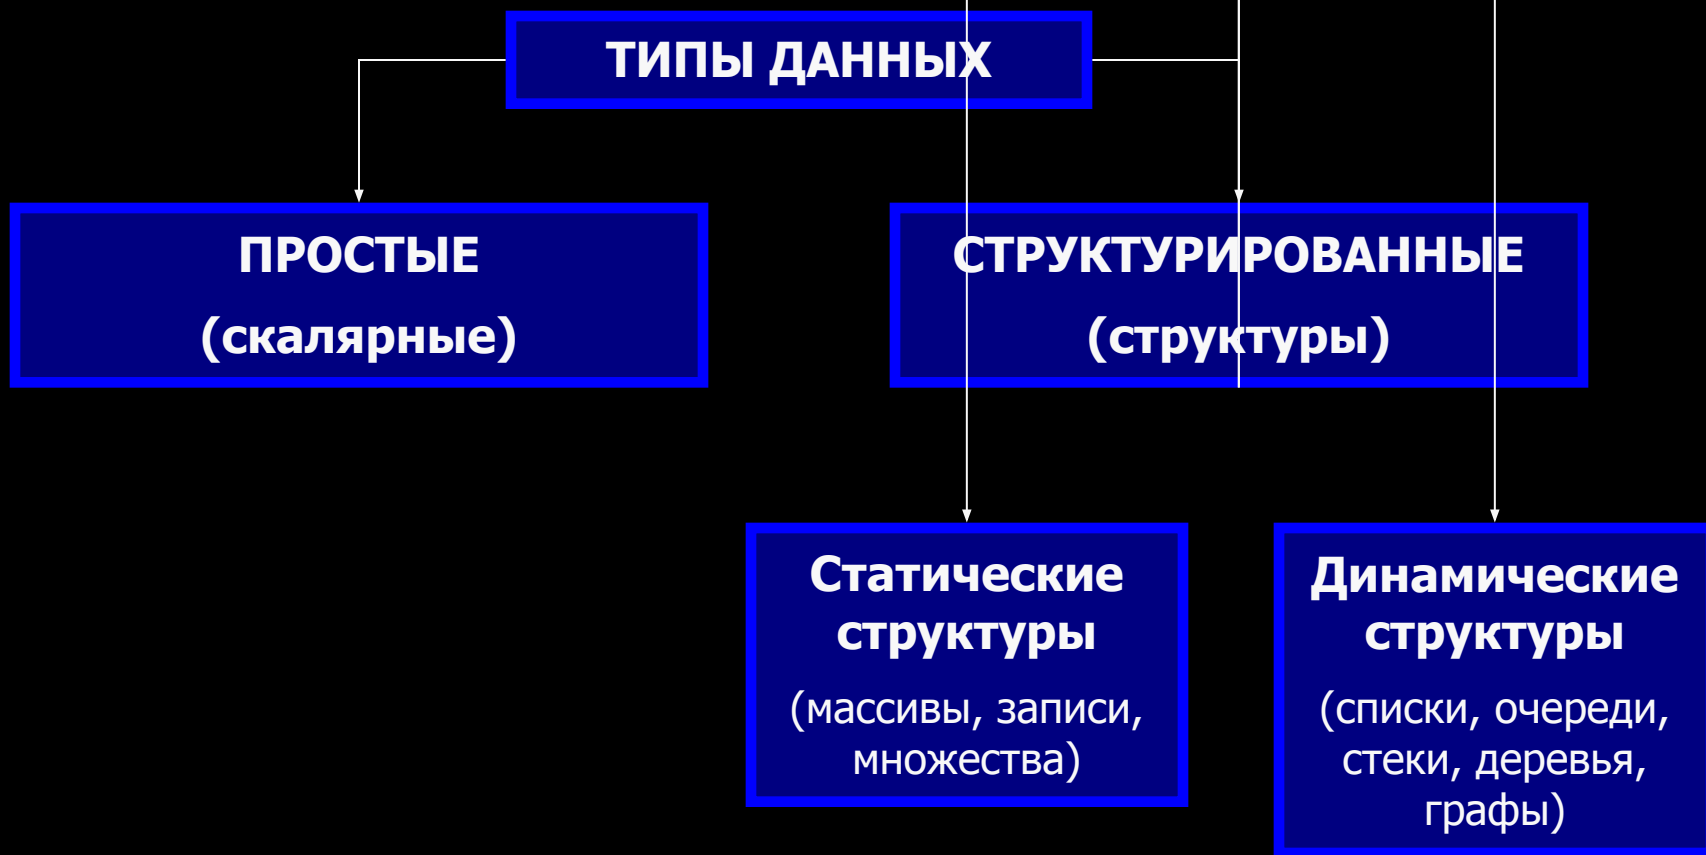 ТИПЫ ДАННЫХ
ПРОСТЫЕ
(скалярные)
СТРУКТУРИРОВАННЫЕ
(структуры)
Статические
структуры
(массивы, записи,
множества)
Динамические
структуры
(списки, очереди,
стеки, деревья,
графы)